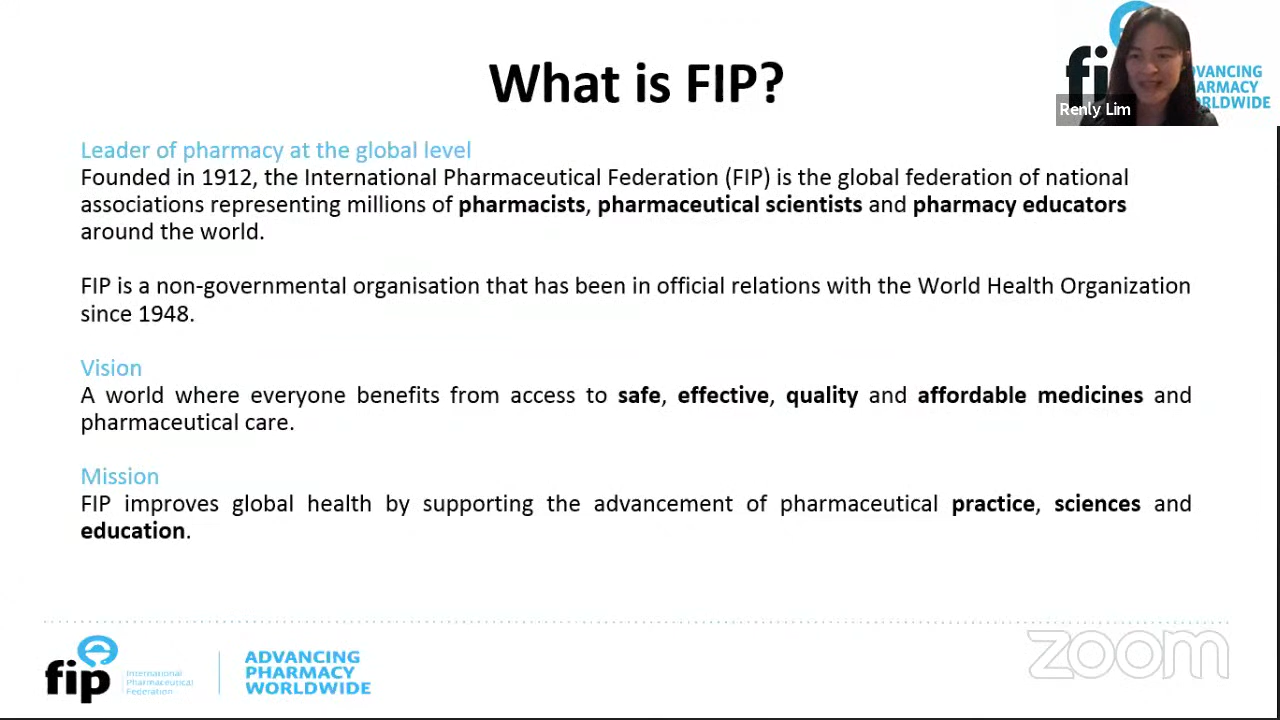 What is FIP?
fi
ADVANCING
PHARMACY
WORLDWIDE
Renly Lim
Leader of pharmacy at the global level
Founded in 1912, the International Pharmaceutical Federation (FIP) is the global federation of national
associations representing millions of pharmacists, pharmaceutical scientists and pharmacy educators
around the world.
FIP is a non-governmental organisation that has been in official relations with the World Health Organization
since 1948.
Vision
A world where everyone benefits from access to safe, effective, quality and affordable medicines and
pharmaceutical care.
Mission
FIP improves global health by supporting the advancement of pharmaceutical practice, sciences and
education.
fip
International
Pharmaceutical
Federation
ADVANCING
PHARMACY
WORLDWIDE
zoom